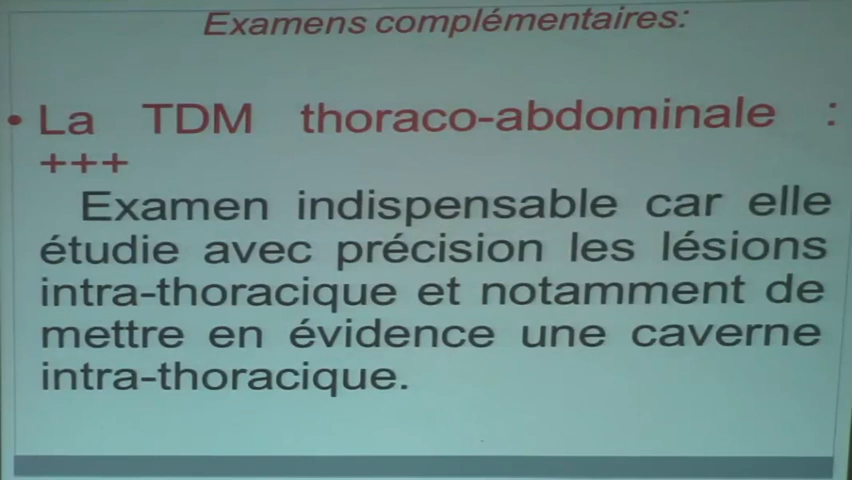 Examens complémentaires:
• La TDM thoraco-abdominale :
+++
Examen indispensable car elle
étudie avec précision les lésions
intra-thoracique et notamment de
mettre en évidence une caverne
intra-thoracique.